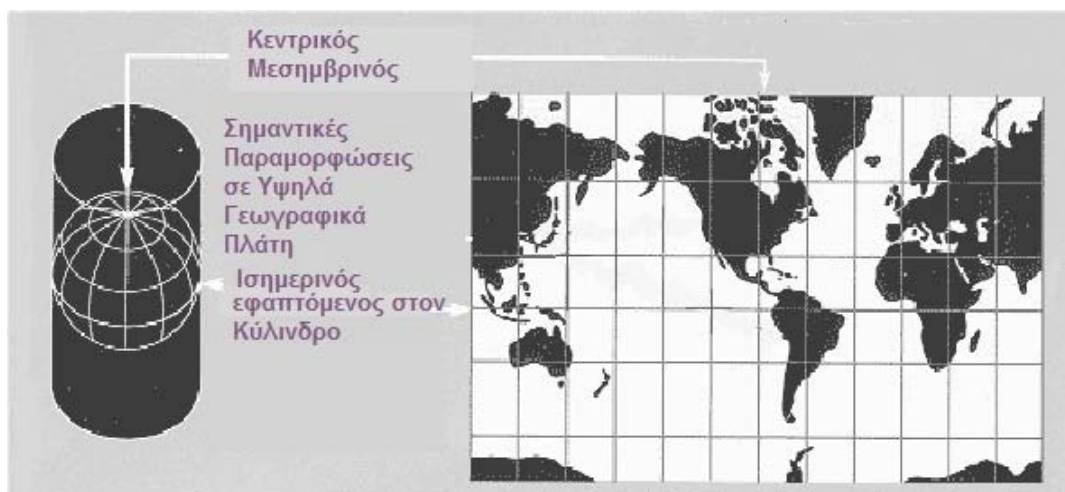 Κεντρικός
Μεσημβρινός
Σημαντικές
Παραμορφώσεις
σε Υψηλά
Γεωγραφικά
Πλάτη
Ισημερινός
εφαπτόμενος στον
Κύλινδρο